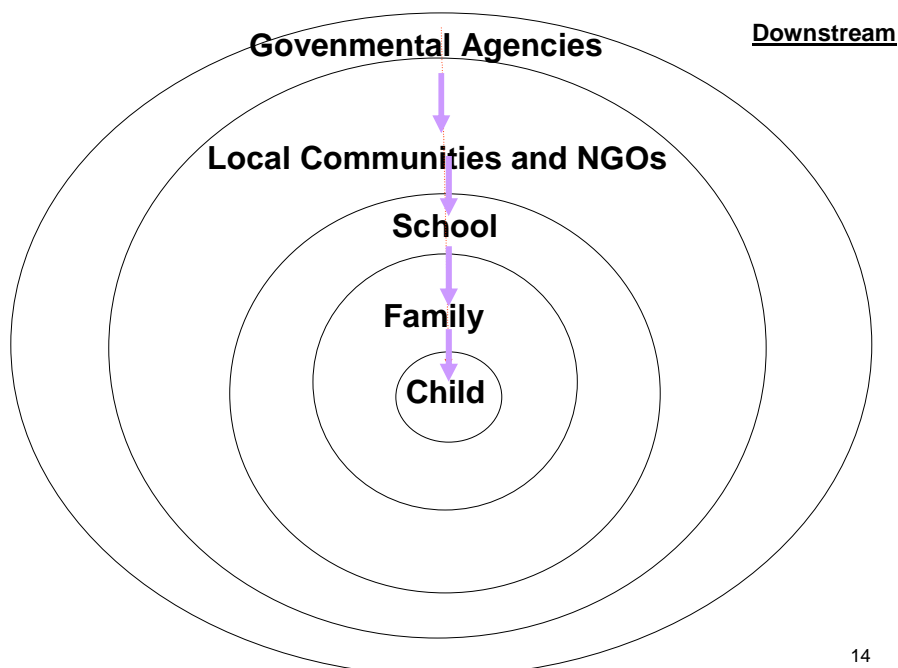 Downstream
Govenmental Agencies
Local Communities and NGOs
School
Family
Child
14